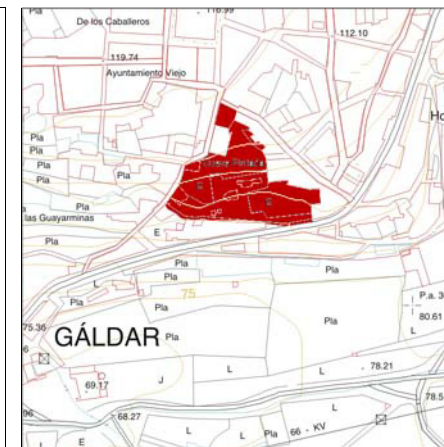 Pla
De los Caballeros
116.99
112.10
119.74
Ayuntamiento Viejo
Ho
Pla
Pla
Pla
Pla
Pla
Pla
las Guayarminas
E
Pla
Pla
L
Pla
Pla
75
P.a. 3
Pla
Pla
80.61
75.36
GÁLDAR
Pla
L
L
78.21
69.17
J
L
78.5
96
68.27
L
L
E
L
Pla
66 - KV
L